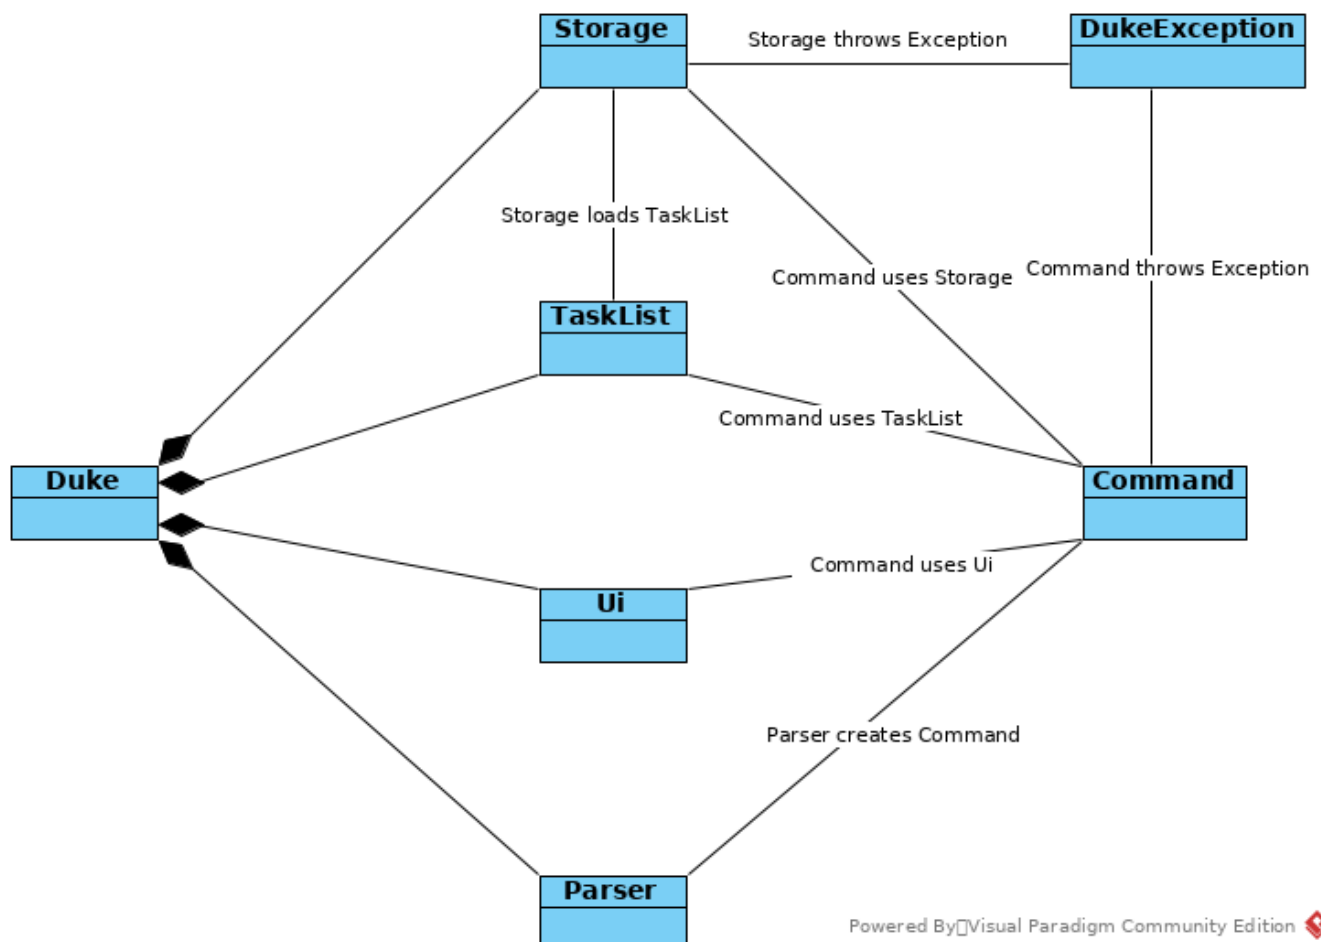 Storage
DukeException
Storage throws Exception
Storage loads TaskList
Command uses Storage
Command throws Exception
TaskList
Command uses TaskList
Duke
Command
Command uses Ui
Ui
Parser creates Command
Parser
Powered By▯Visual Paradigm Community Edition